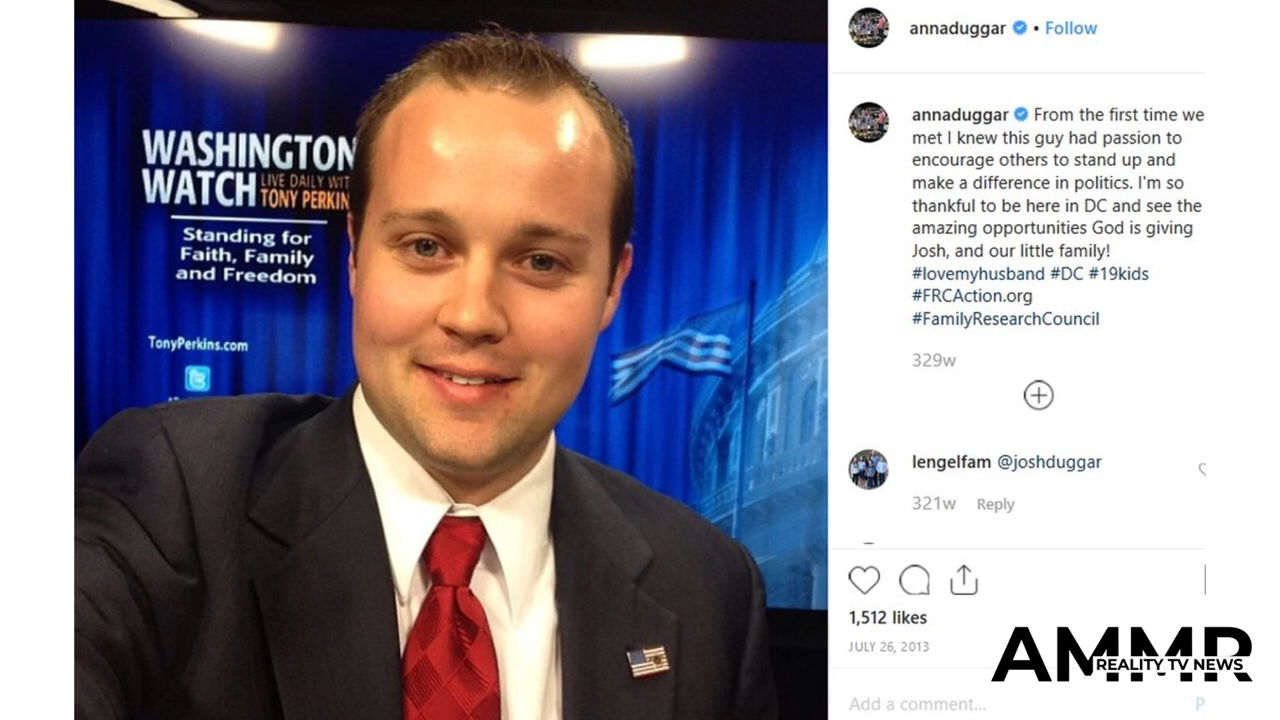 WASHINGTON
WATCH LIVE DAILY WIT
TONY PERKIN
Standing for
Faith, Family
and Freedom
TonyPerkins.com
annaduggar • Follow
annaduggar From the first time we
met I knew this guy had passion to
encourage others to stand up and
make a difference in politics. I'm so
thankful to be here in DC and see the
amazing opportunities God is giving
Josh, and our little family!
#lovemyhusband #DC #19kids
#FRCAction.org
#FamilyResearchCouncil
329w
lengelfam @joshduggar
321w Reply
1,512 likes
JULY 26, 2013
Add a comment...
P
AMMR
REALITY TV NEWS